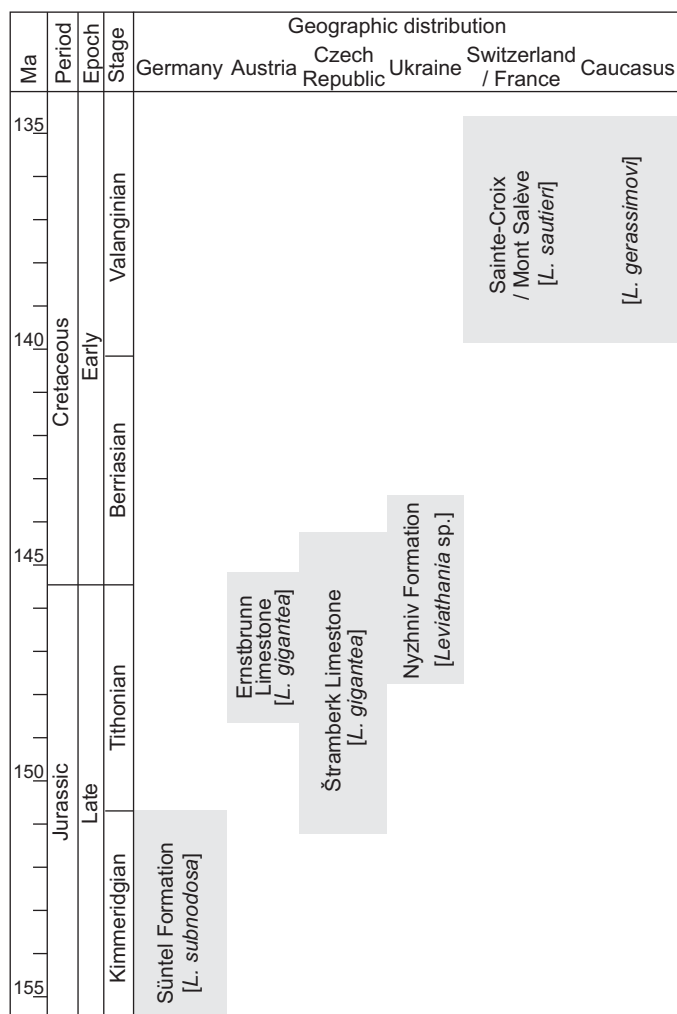 Ma
Period
Epoch
Stage
Geographic distribution
Germany
Austria
Czech
Republic
Ukraine
Switzerland
/ France
Caucasus
135
140
145
150
155
Cretaceous
Jurassic
Early
Late
Valanginian
Berriasian
Tithonian
Kimmeridgian
Süntel Formation
[L. subnodosa]
Ernstbrunn
Limestone
[L. gigantea]
Štramberk Limestone
[L. gigantea]
Nyzhniv Formation
[Leviathania sp.]
Sainte-Croix
/ Mont Salève
[L. sautieri]
[L. gerassimovi]